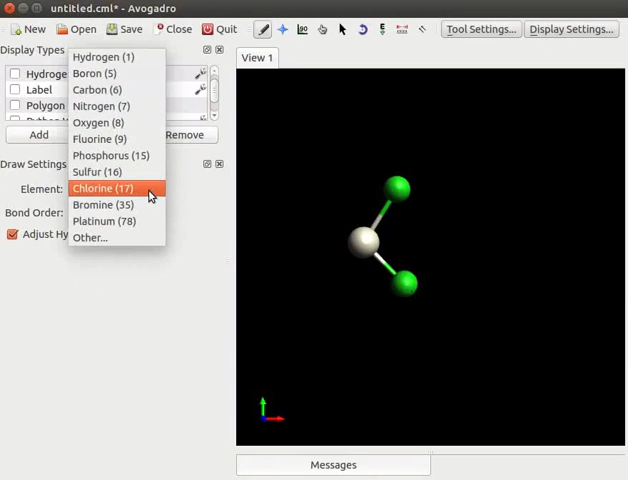 untitled.cml* - Avogadro
New Open Save Close Quit Tool Settings... Display Settings...
Display Types
View 1
Hydrogen (1)
Boron (5)
Carbon (6)
Nitrogen (7)
Oxygen (8)
Fluorine (9)
Phosphorus (15)
Sulfur (16)
Chlorine (17)
Bromine (35)
Platinum (78)
Other...
Hydroge
Label
Polygon
Add
Remove
Draw Settings
Element:
Bond Order:
Adjust Hy
Messages